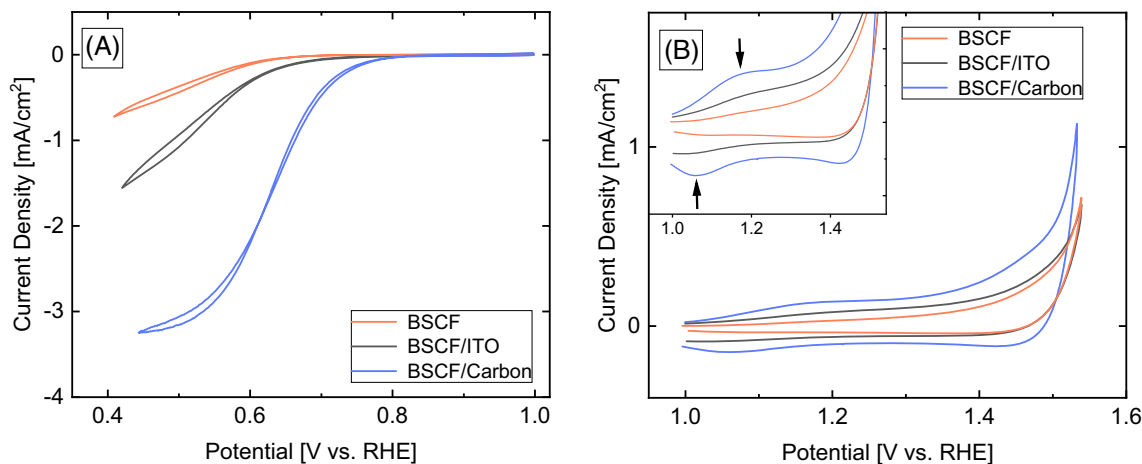 (A)
0
-1
-2
-3
-4
0.4
0.6
0.8
1.0
Current Density [mA/cm²]
Potential [V vs. RHE]
BSCF
BSCF/ITO
BSCF/Carbon
(B)
1.0
1.2
1.4
BSCF
BSCF/ITO
BSCF/Carbon
1
0
1.0
1.2
1.4
1.6
Current Density [mA/cm²]
Potential [V vs. RHE]